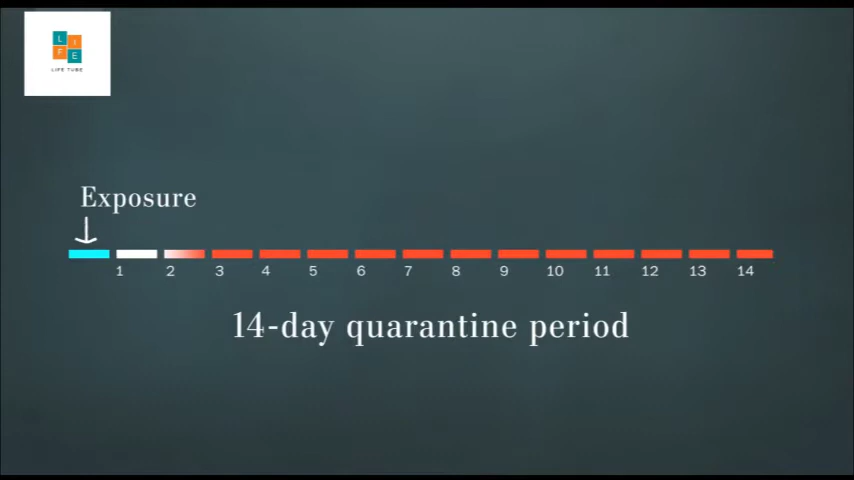 L I
F E
LIFE TUBE
Exposure
1 2 3 4 5 6 7 8 9 10 11 12 13 14
14-day quarantine period